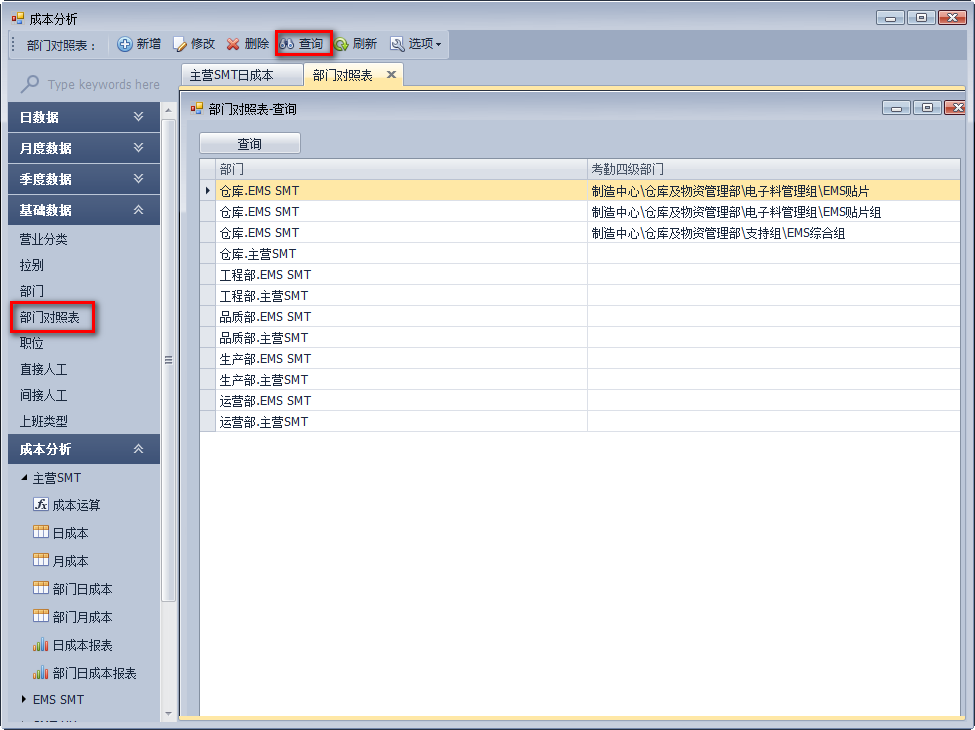 成本分析
部门对照表： 新增 修改 删除 查询 刷新 选项
Type keywords here
主营SMT日成本 部门对照表
日数据
月度数据
季度数据
基础数据
营业分类
拉别
部门
部门对照表
职位
直接人工
间接人工
上班类型
成本分析
主营SMT
成本运算
日成本
月成本
部门日成本
部门月成本
日成本报表
部门日成本报表
EMS SMT
部门对照表-查询
查询
部门 考勤四级部门
仓库.EMS SMT 制造中心\仓库及物资管理部\电子料管理组\EMS贴片
仓库.EMS SMT 制造中心\仓库及物资管理部\电子料管理组\EMS贴片组
仓库.EMS SMT 制造中心\仓库及物资管理部\支持组\EMS综合组
仓库.主营SMT
工程部.EMS SMT
工程部.主营SMT
品质部.EMS SMT
品质部.主营SMT
生产部.EMS SMT
生产部.主营SMT
运营部.EMS SMT
运营部.主营SMT